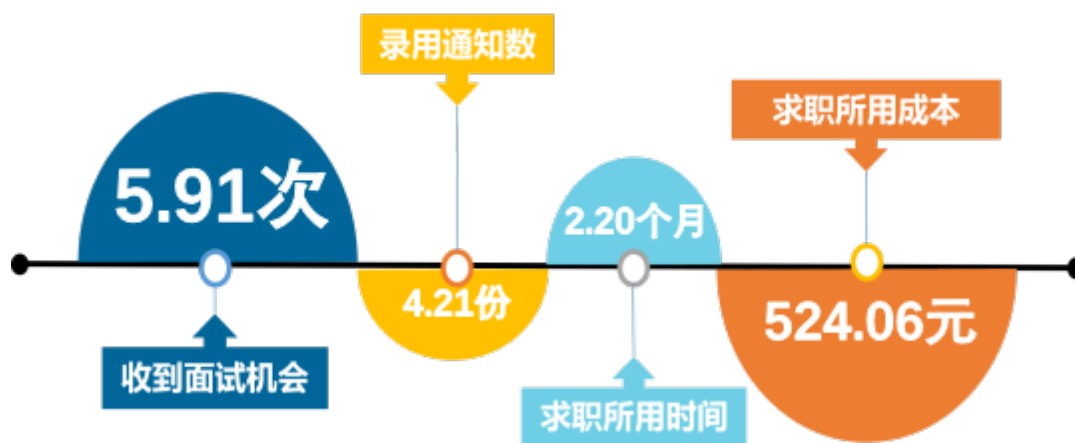 录用通知数
求职所用成本
5.91次
2.20个月
4.21份
524.06元
收到面试机会
求职所用时间